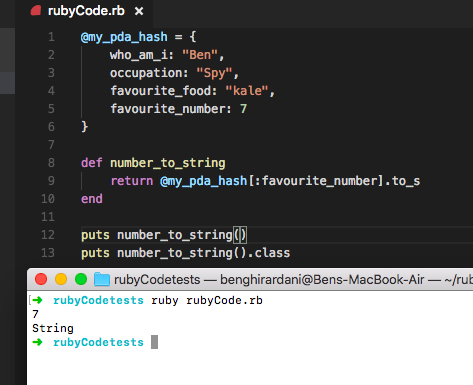 rubyCode.rb ×
1 @my_pda_hash = {
2     who_am_i: "Ben",
3     occupation: "Spy",
4     favourite_food: "kale",
5     favourite_number: 7
6 }
7
8 def number_to_string
9     return @my_pda_hash[:favourite_number].to_s
10 end
11
12 puts number_to_string()
13 puts number_to_string().class
rubyCodetests — benghirardani@Bens-MacBook-Air — ~/rub
[➜ rubyCodetests ruby rubyCode.rb
7
String
➜ rubyCodetests